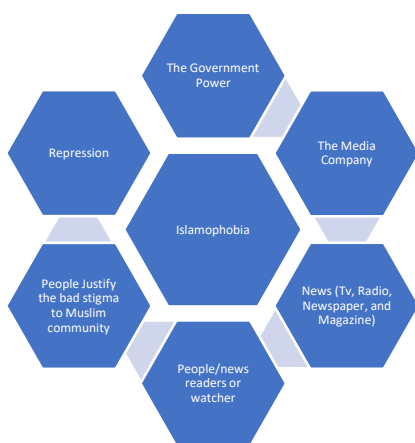 The Government
Power
Repression
The Media
Company
Islamophobia
People Justify
the bad stigma
to Muslim
community
News (Tv, Radio,
Newspaper, and
Magazine)
People/news
readers or
watcher